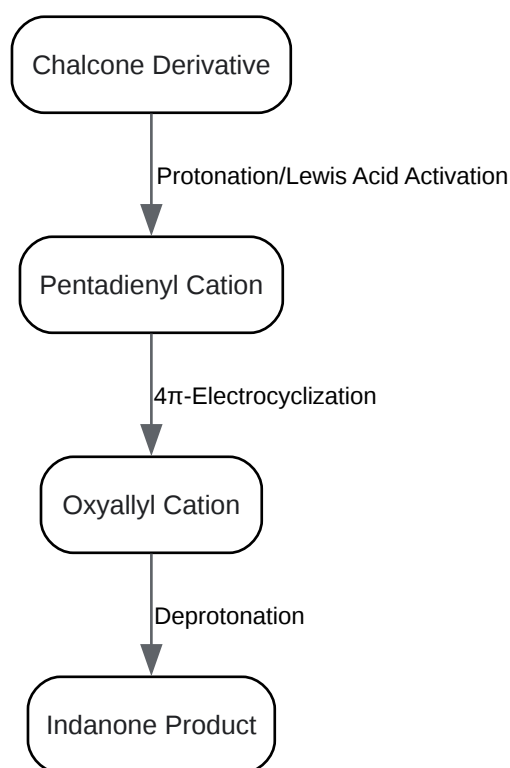 Chalcone Derivative
Protonation/Lewis Acid Activation
Pentadienyl Cation
4π-Electrocyclization
Oxyallyl Cation
Deprotonation
Indanone Product